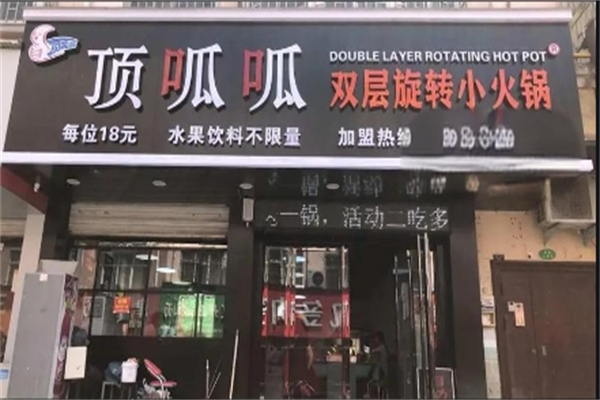 顶呱呱
DOUBLE LAYER ROTATING HOT POT
双层旋转小火锅
每位18元 水果饮料不限量 加盟热线
一锅，活动二吃多